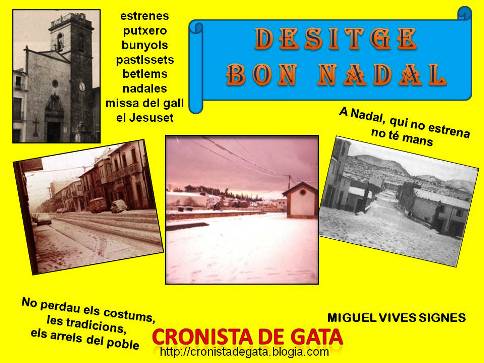 estrenes
putxero
bunyols
pastissets
betlems
nadales
missa del gall
el Jesuset
DESITGE
BON NADAL
A Nadal, qui no estrena
no té mans
No perdau els costums,
les tradicions,
els arrels del poble
MIGUEL VIVES SIGNES
CRONISTA DE GATA
http://cronistadegata.blogia.com